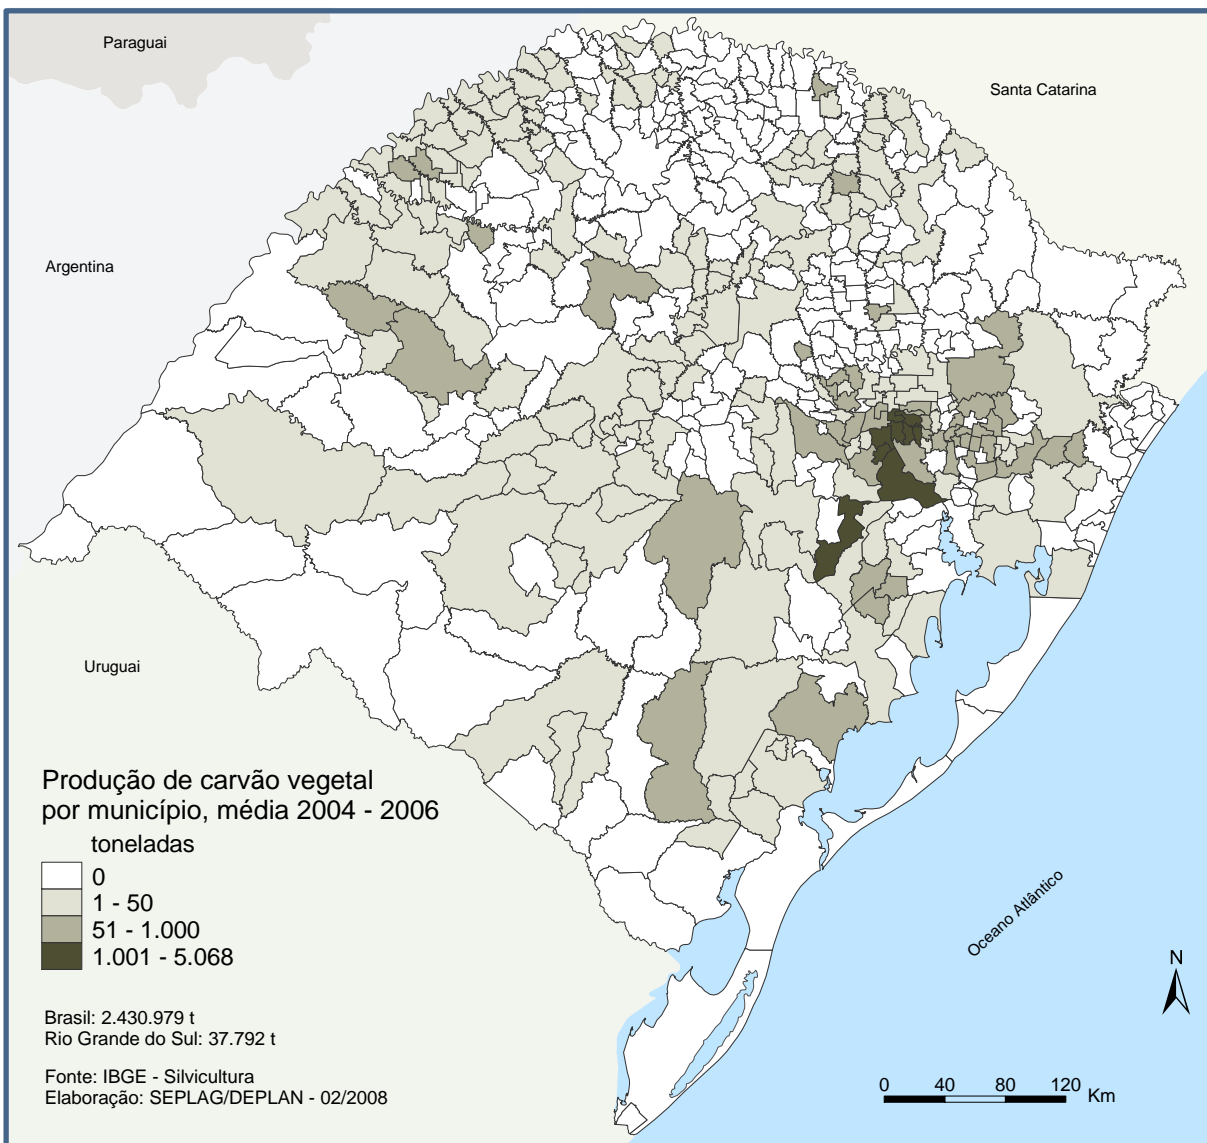 Paraguai
Santa Catarina
Argentina
Uruguai
Produção de carvão vegetal
por município, média 2004 - 2006
toneladas
0
1 - 50
51 - 1.000
1.001 - 5.068
Oceano Atlântico
N
Brasil: 2.430.979 t
Rio Grande do Sul: 37.792 t
Fonte: IBGE - Silvicultura
Elaboração: SEPLAG/DEPLAN - 02/2008
0 40 80 120 Km